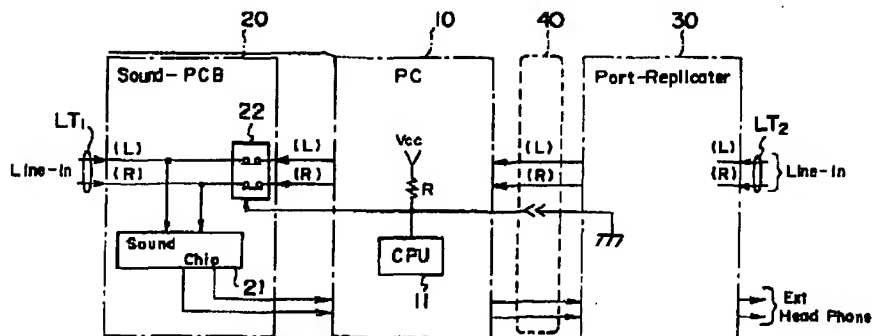 20 10 40 30
Sound-PCB PC Port-Replicater
LT1 22 LT2
(L) (L) (L) (L)
Vcc
Line-In (R) (R) (R) (R) Line-In
R
Sound Chip CPU
21 11
Ext
Head Phone